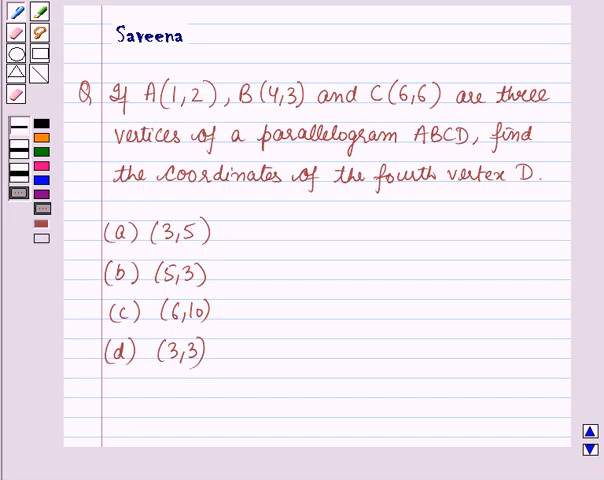 Saveena
Q If A(1,2), B(4,3) and C(6,6) are three
vertices of a parallelogram ABCD, find
the coordinates of the fourth vertex D.
(a) (3,5)
(b) (5,3)
(c) (6,10)
(d) (3,3)